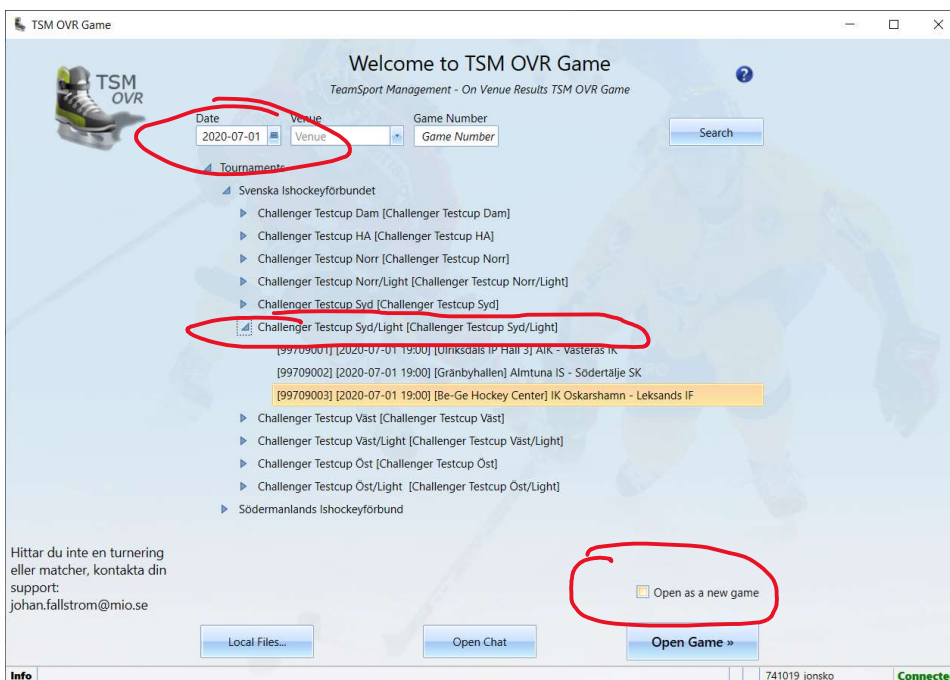 TSM OVR Game
TSM
OVR
Welcome to TSM OVR Game
TeamSport Management - On Venue Results TSM OVR Game
Date Venue Game Number
2020-07-01 Venue Game Number Search
Tournaments
Svenska Ishockeyförbundet
Challenger Testcup Dam [Challenger Testcup Dam]
Challenger Testcup HA [Challenger Testcup HA]
Challenger Testcup Norr [Challenger Testcup Norr]
Challenger Testcup Norr/Light [Challenger Testcup Norr/Light]
Challenger Testcup Syd [Challenger Testcup Syd]
Challenger Testcup Syd/Light [Challenger Testcup Syd/Light]
[99709001] [2020-07-01 19:00] [Ulriksdals IP Hall 3] AIK - Västerås IK
[99709002] [2020-07-01 19:00] [Gränbyhallen] Almtuna IS - Södertälje SK
[99709003] [2020-07-01 19:00] [Be-Ge Hockey Center] IK Oskarshamn - Leksands IF
Challenger Testcup Väst [Challenger Testcup Väst]
Challenger Testcup Väst/Light [Challenger Testcup Väst/Light]
Challenger Testcup Öst [Challenger Testcup Öst]
Challenger Testcup Öst/Light [Challenger Testcup Öst/Light]
Södermanlands Ishockeyförbund
Hittar du inte en turnering
eller matcher, kontakta din
support:
johan.fallstrom@mio.se
Open as a new game
Local Files... Open Chat Open Game »
Info 741019 jonsko Connecte